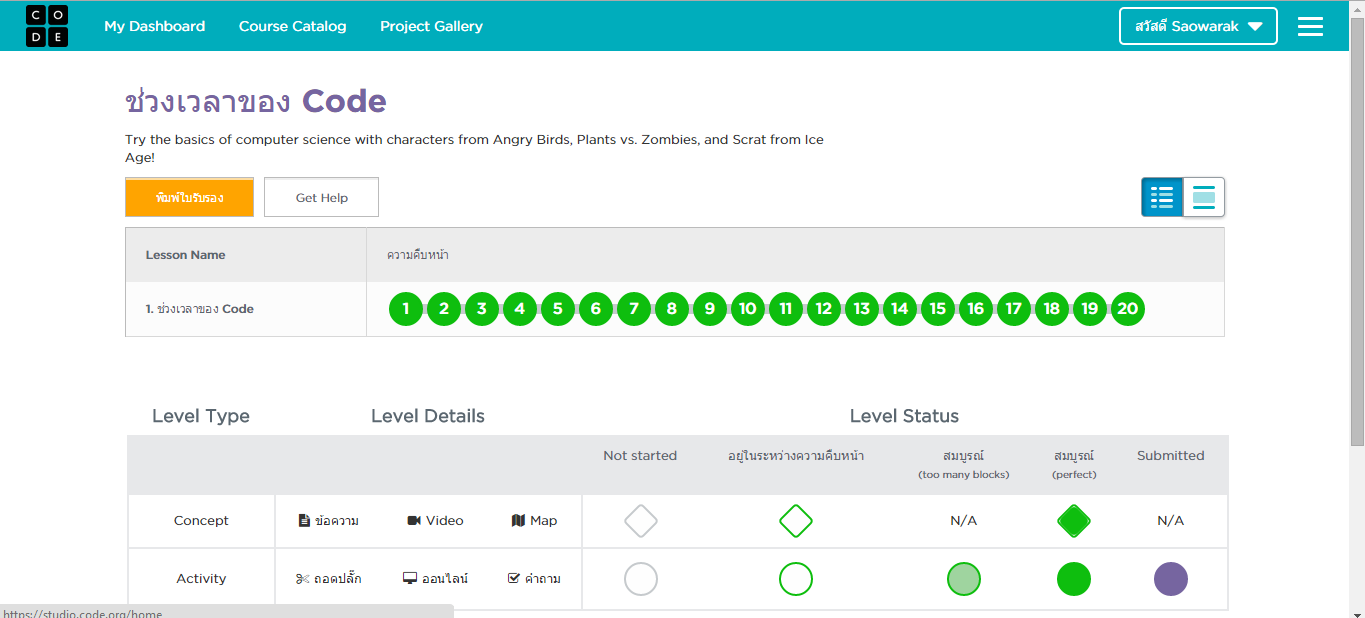 C O
D E
My Dashboard Course Catalog Project Gallery สวัสดี Saowarak
ช่วงเวลาของ Code
Try the basics of computer science with characters from Angry Birds, Plants vs. Zombies, and Scrat from Ice
Age!
พิมพ์ใบรับรอง Get Help
Lesson Name ความคืบหน้า
1. ช่วงเวลาของ Code 1 2 3 4 5 6 7 8 9 10 11 12 13 14 15 16 17 18 19 20
Level Type Level Details Level Status
Not started อยู่ในระหว่างความคืบหน้า สมบูรณ์ สมบูรณ์ Submitted
(too many blocks) (perfect)
Concept ข้อความ Video Map N/A N/A
Activity ถอดปลั๊ก ออนไลน์ คำถาม
https://studio.code.org/home